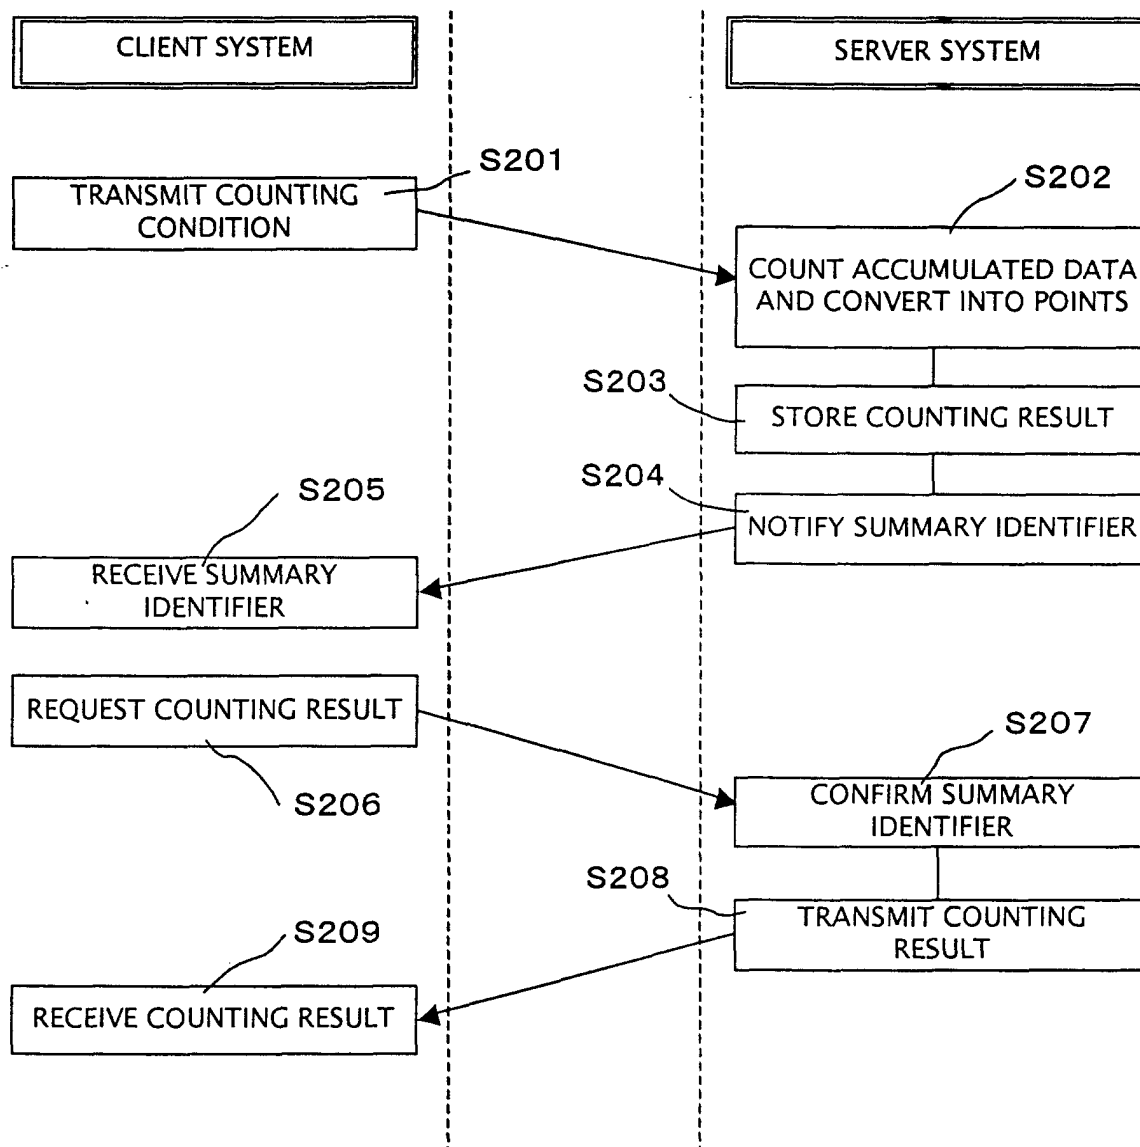 CLIENT SYSTEM
SERVER SYSTEM
S201
TRANSMIT COUNTING
CONDITION
S202
COUNT ACCUMULATED DATA
AND CONVERT INTO POINTS
S203
STORE COUNTING RESULT
S204
NOTIFY SUMMARY IDENTIFIER
S205
RECEIVE SUMMARY
IDENTIFIER
REQUEST COUNTING RESULT
S206
S207
CONFIRM SUMMARY
IDENTIFIER
S208
TRANSMIT COUNTING
RESULT
S209
RECEIVE COUNTING RESULT